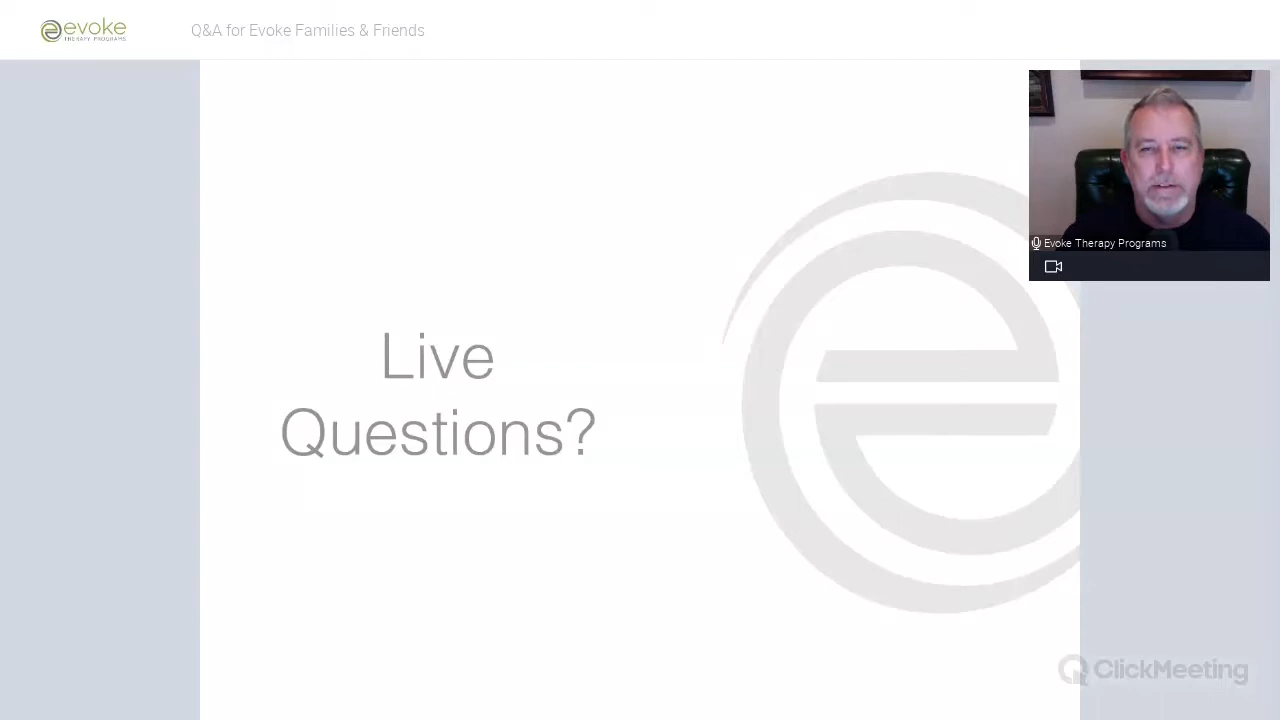 evoke
THERAPY PROGRAMS
Q&A for Evoke Families & Friends
Evoke Therapy Programs
Live
Questions?
ClickMeeting